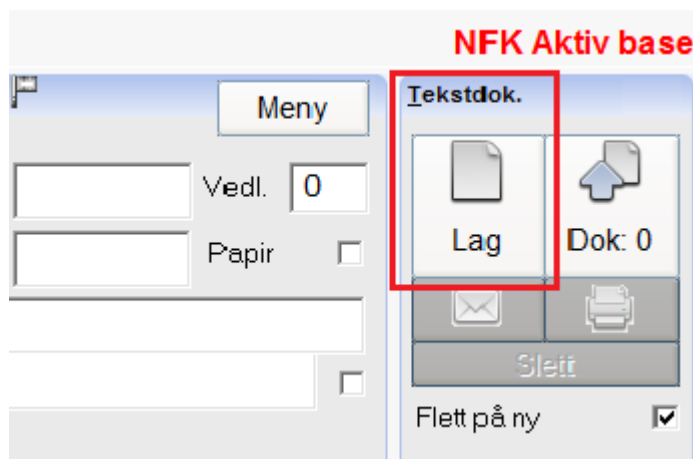 NFK Aktiv base
Meny
Tekstdok.
Vedl. 0
Lag
Dok: 0
Papir
Slett
Flett på ny